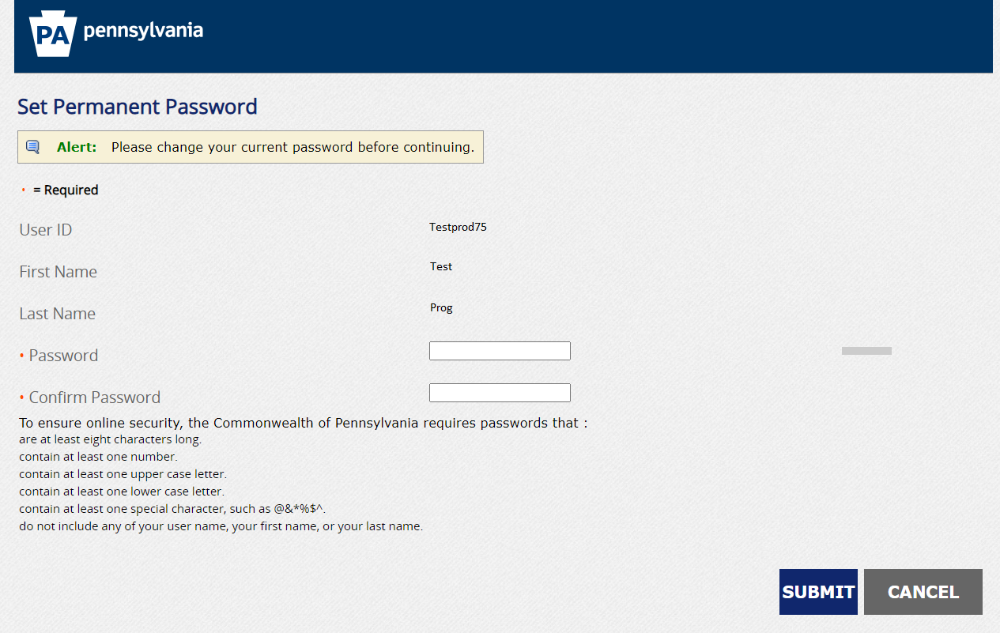 PA pennsylvania
Set Permanent Password
Alert: Please change your current password before continuing.
• = Required
User ID Testprod75
First Name Test
Last Name Prog
• Password
• Confirm Password
To ensure online security, the Commonwealth of Pennsylvania requires passwords that :
are at least eight characters long.
contain at least one number.
contain at least one upper case letter.
contain at least one lower case letter.
contain at least one special character, such as @&*%$^.
do not include any of your user name, your first name, or your last name.
SUBMIT CANCEL